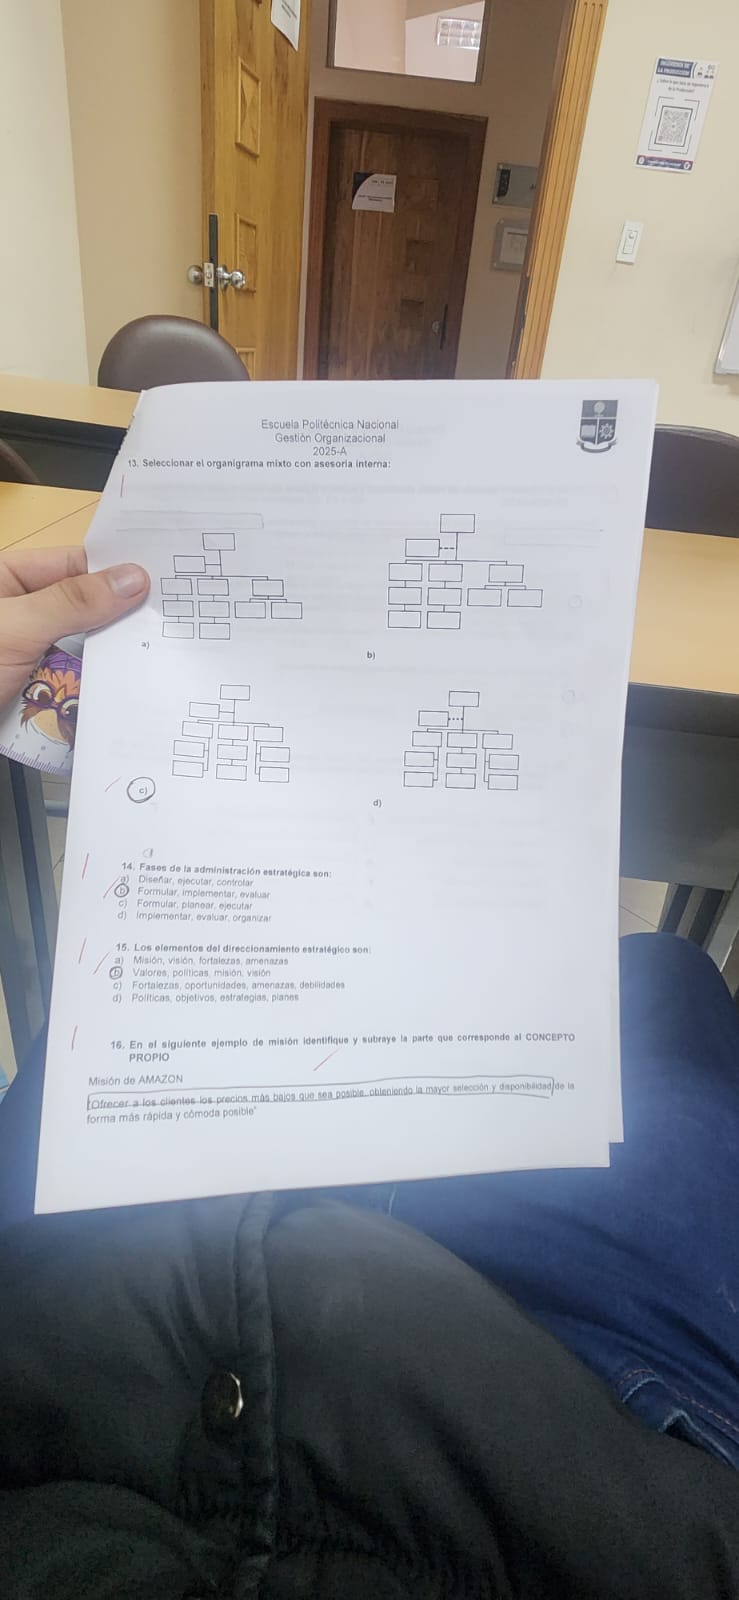 INGENIERÍA DE
LA PRODUCCIÓN
Escuela Politécnica Nacional
Gestión Organizacional
2025-A
13. Seleccionar el organigrama mixto con asesoría interna:
a)
b)
c)
d)
14. Fases de la administración estratégica son:
a) Diseñar, ejecutar, controlar
b) Formular, implementar, evaluar
c) Formular, planear, ejecutar
d) Implementar, evaluar, organizar
15. Los elementos del direccionamiento estratégico son:
a) Misión, visión, fortalezas, amenazas
b) Valores, políticas, misión, visión
c) Fortalezas, oportunidades, amenazas, debilidades
d) Políticas, objetivos, estrategias, planes
16. En el siguiente ejemplo de misión identifique y subraye la parte que corresponde al CONCEPTO
PROPIO
Misión de AMAZON
"Ofrecer a los clientes los precios más bajos que sea posible, obteniendo la mayor selección y disponibilidad de la
forma más rápida y cómoda posible"